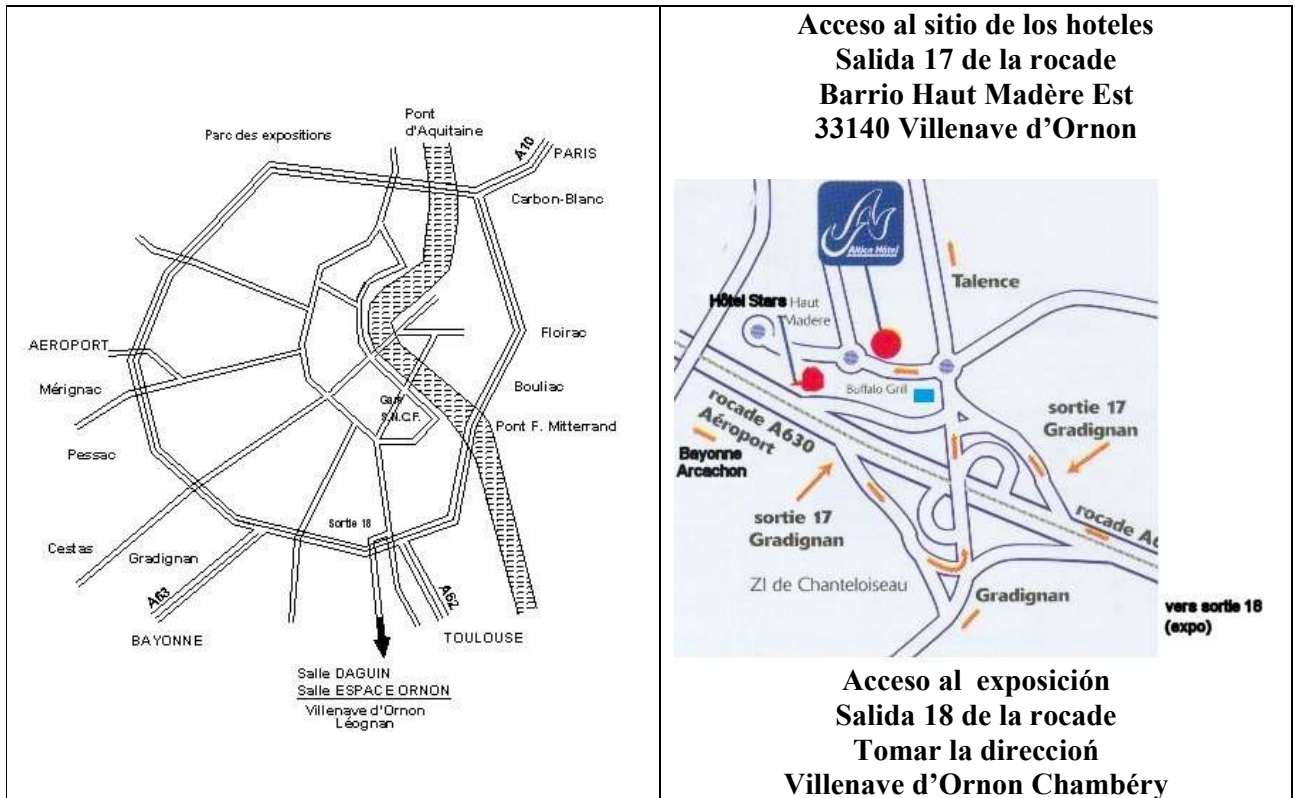 Parc des expositions
Pont
d'Aquitaine
A10
PARIS
Carbon-Blanc
AEROPORT
Floirac
Mérignac
Bouliac
Gare
S.N.C.F.
Pont F. Mitterrand
Pessac
Sortie 18
Cestas
Gradignan
A63
A62
BAYONNE
TOULOUSE
Salle DAGUIN
Salle ESPACE ORNON
Villenave d'Ornon
Léognan
Acceso al sitio de los hoteles
Salida 17 de la rocade
Barrio Haut Madère Est
33140 Villenave d’Ornon
Altica Hôtel
Talence
Hôtel Stars
Haut
Madere
Buffalo Grill
rocade A630
Aéroport
sortie 17
Gradignan
Bayonne
Arcachon
sortie 17
Gradignan
rocade A6
ZI de Chanteloiseau
Gradignan
vers sortie 18
(expo)
Acceso al exposición
Salida 18 de la rocade
Tomar la direccioń
Villenave d’Ornon Chambéry